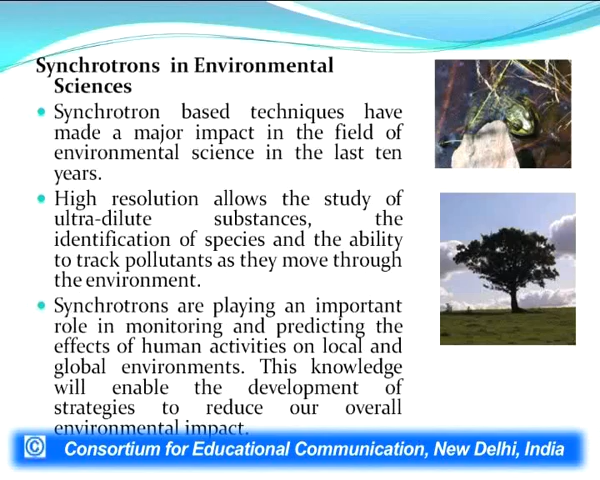 Synchrotrons in Environmental
Sciences
Synchrotron based techniques have
made a major impact in the field of
environmental science in the last ten
years.
High resolution allows the study of
ultra-dilute substances, the
identification of species and the ability
to track pollutants as they move through
the environment.
Synchrotrons are playing an important
role in monitoring and predicting the
effects of human activities on local and
global environments. This knowledge
will enable the development of
strategies to reduce our overall
environmental impact.
© Consortium for Educational Communication, New Delhi, India